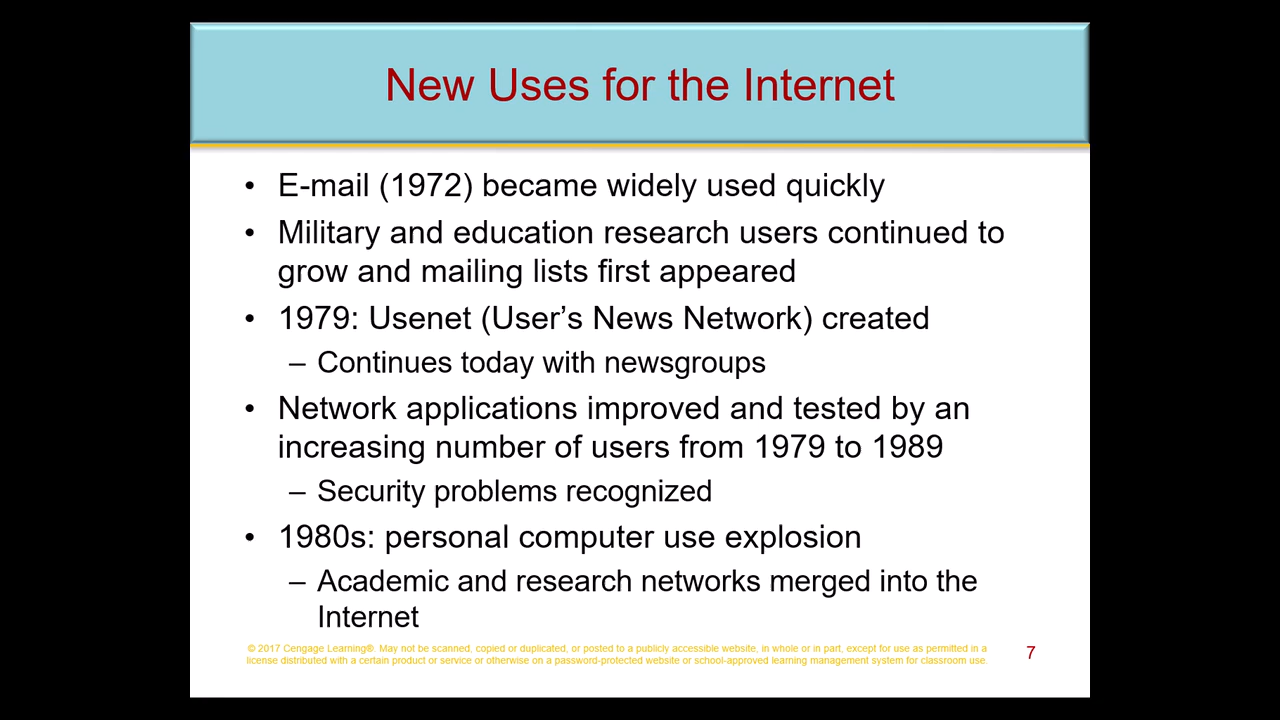 New Uses for the Internet
• E-mail (1972) became widely used quickly
• Military and education research users continued to
grow and mailing lists first appeared
• 1979: Usenet (User’s News Network) created
– Continues today with newsgroups
• Network applications improved and tested by an
increasing number of users from 1979 to 1989
– Security problems recognized
• 1980s: personal computer use explosion
– Academic and research networks merged into the
Internet
© 2017 Cengage Learning®. May not be scanned, copied or duplicated, or posted to a publicly accessible website, in whole or in part, except for use as permitted in a
license distributed with a certain product or service or otherwise on a password-protected website or school-approved learning management system for classroom use.
7